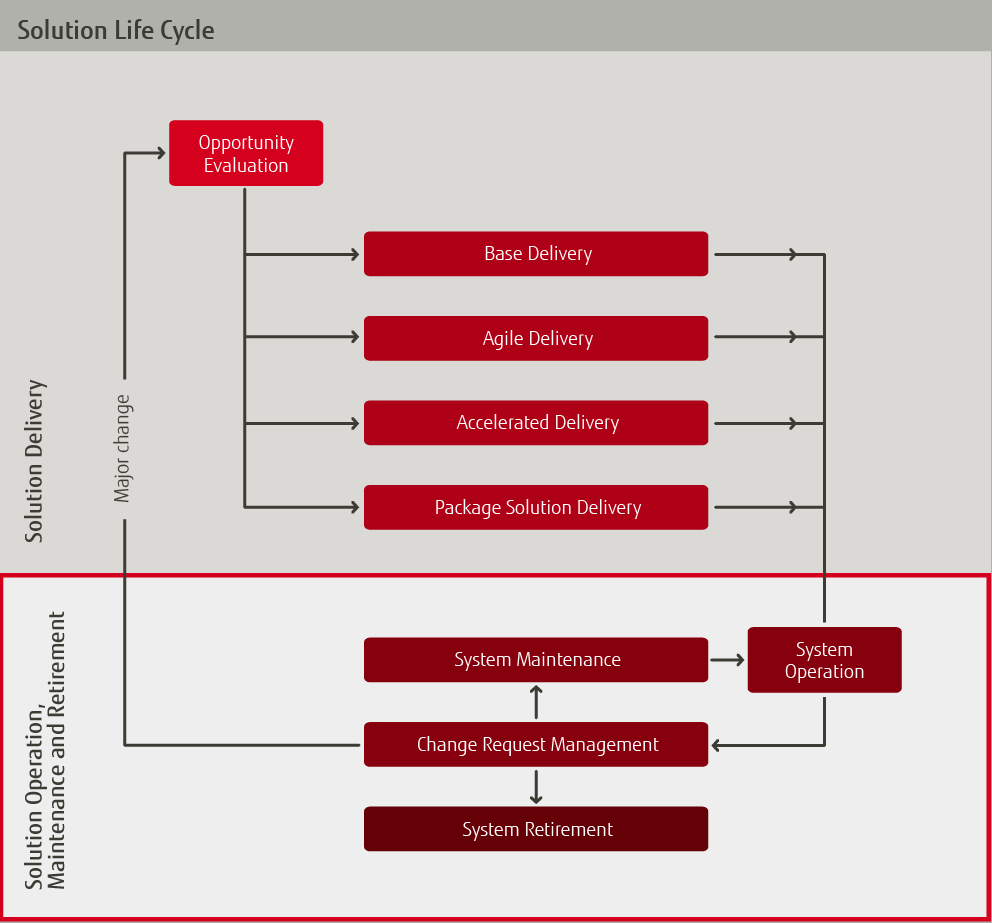 Solution Life Cycle
Opportunity
Evaluation
Base Delivery
Agile Delivery
Accelerated Delivery
Package Solution Delivery
Major change
Solution Delivery
System Maintenance
System
Operation
Change Request Management
System Retirement
Solution Operation,
Maintenance and Retirement